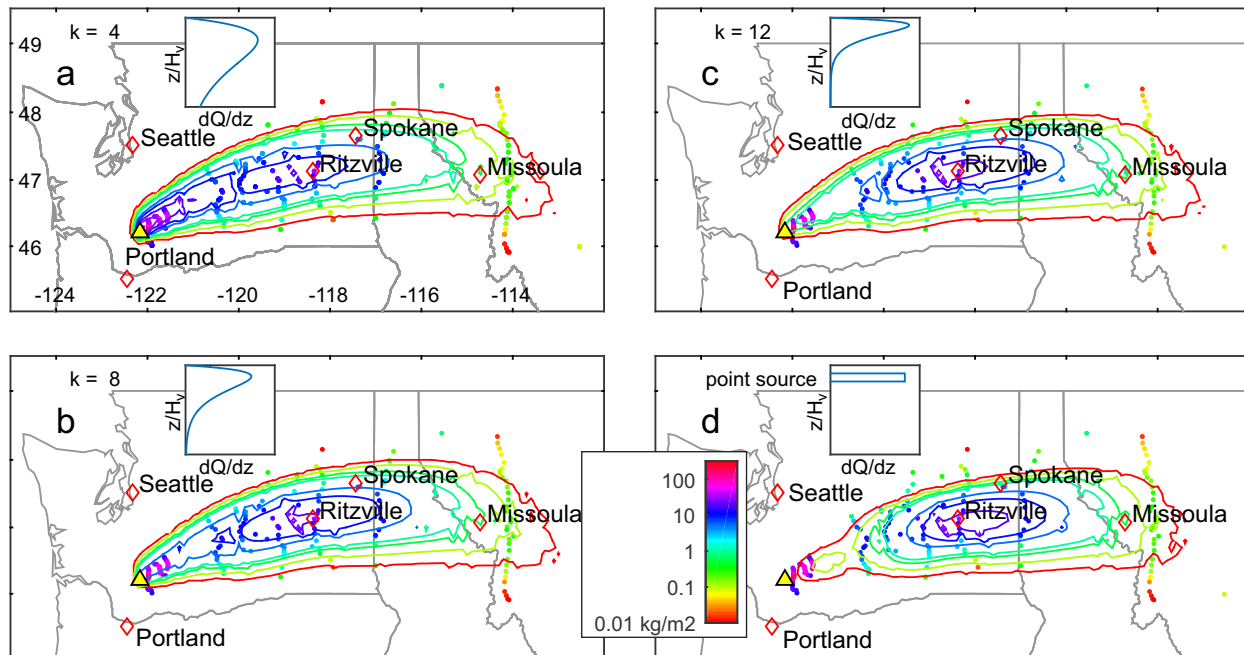 k = 4
a
z/Hv
dQ/dz
49
48
47
46
Seattle
Spokane
Ritzville
Missoula
Portland
-124
-122
-120
-118
-116
-114
k = 12
c
z/Hv
dQ/dz
Seattle
Spokane
Ritzville
Missoula
Portland
k = 8
b
z/Hv
dQ/dz
Seattle
Spokane
Ritzville
Missoula
Portland
point source
d
z/Hv
dQ/dz
Seattle
Spokane
Ritzville
Missoula
Portland
100
10
1
0.1
0.01 kg/m2